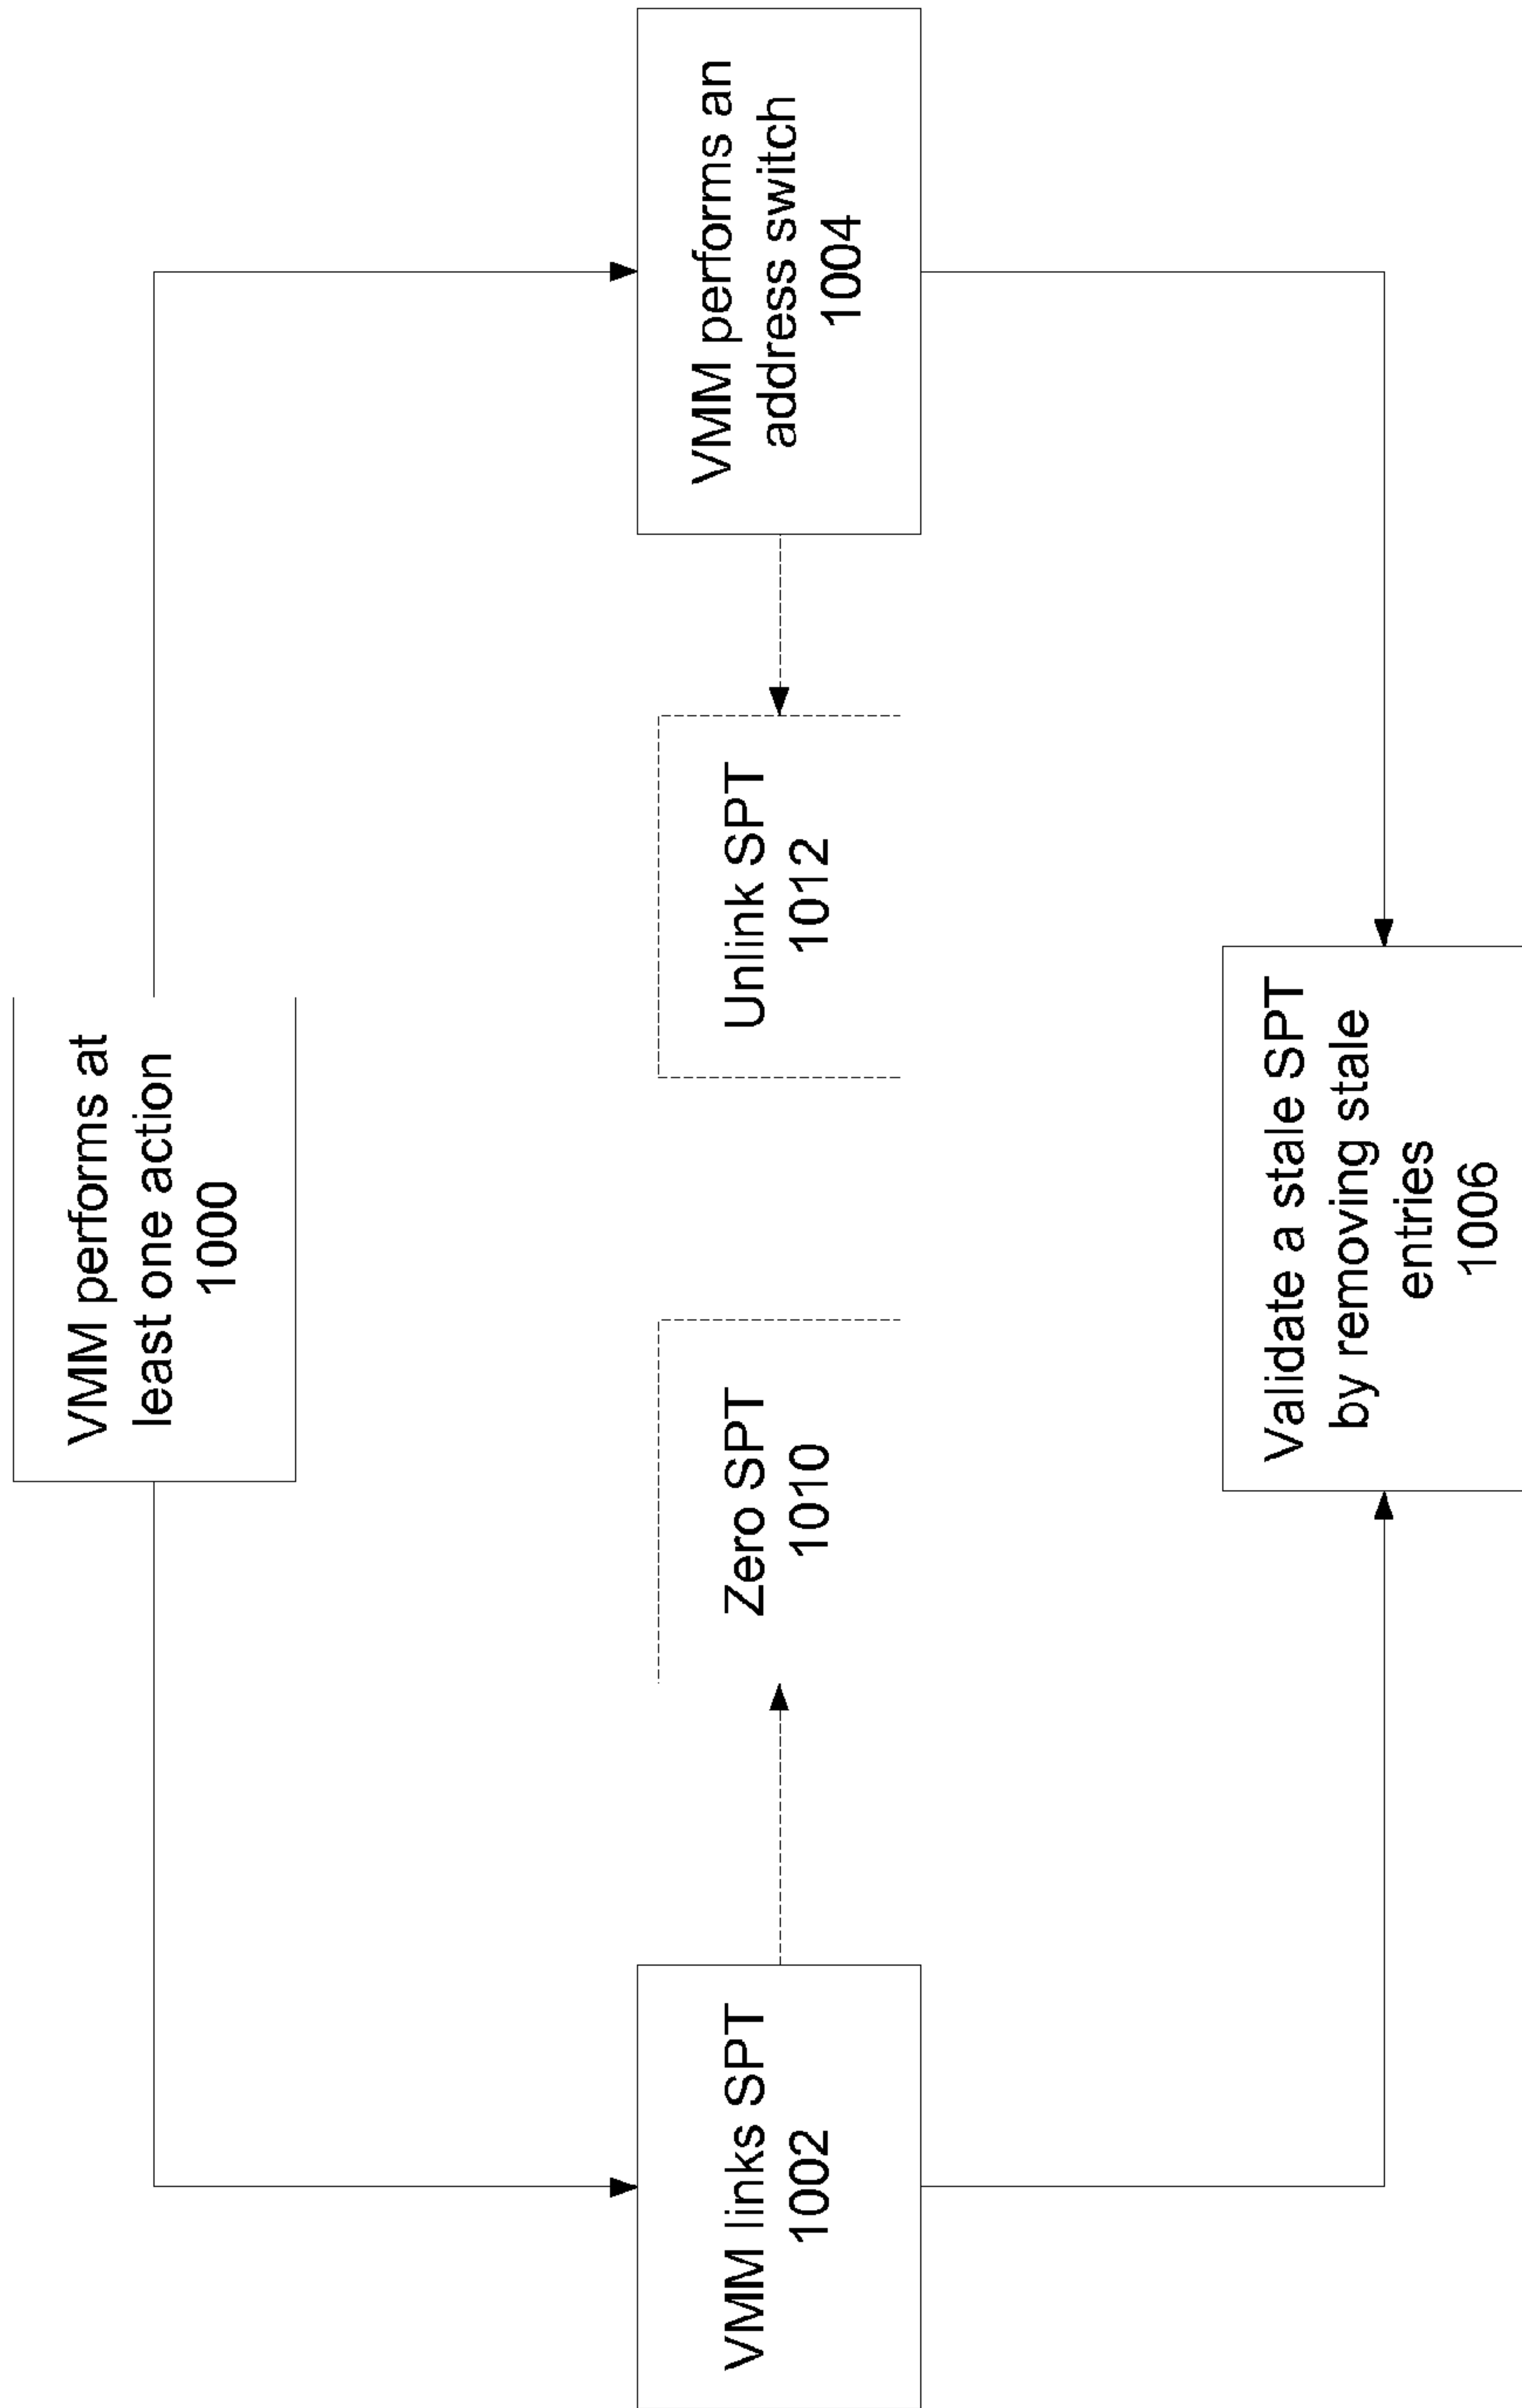 VMM performs at
least one action
1000
VMM links SPT
1002
Zero SPT
1010
Unlink SPT
1012
VMM performs an
address switch
1004
Validate a stale SPT
by removing stale
entries
1006